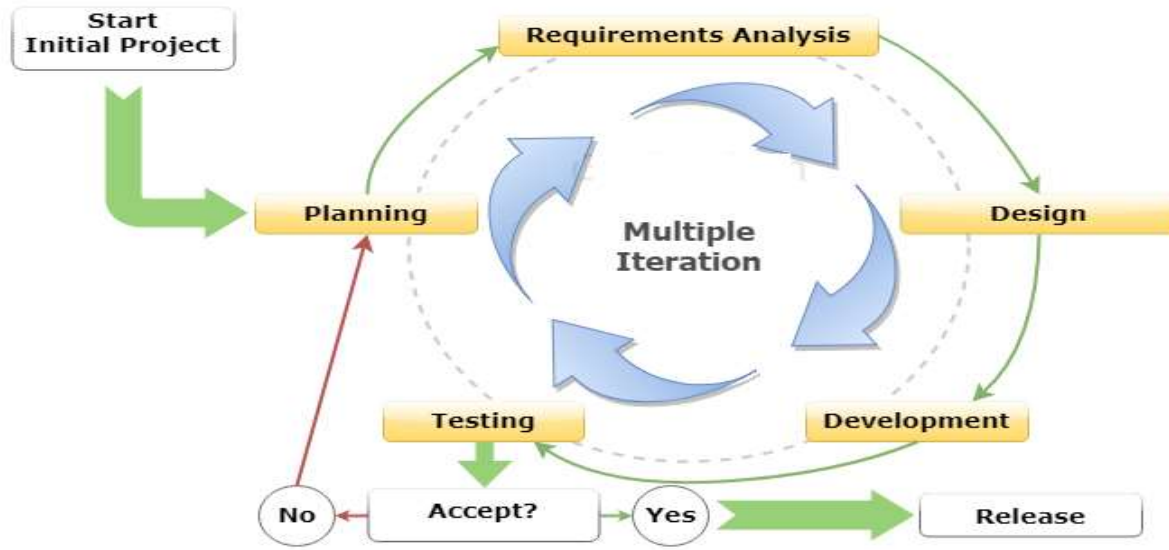 Start
Initial Project
Requirements Analysis
Planning
Multiple
Iteration
Design
Testing
Development
No
Accept?
Yes
Release